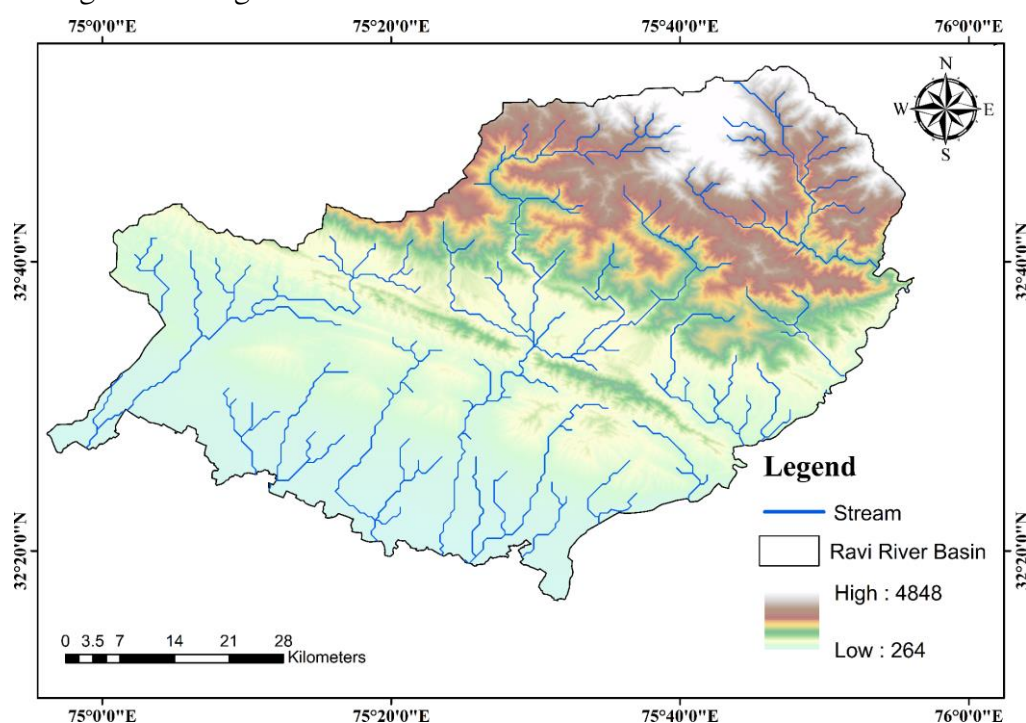 75°0'0"E 75°20'0"E 75°40'0"E 76°0'0"E
N
W E
S
32°40'0"N 32°40'0"N
32°20'0"N 32°20'0"N
Legend
Stream
Ravi River Basin
High : 4848
Low : 264
0 3.5 7 14 21 28
Kilometers
75°0'0"E 75°20'0"E 75°40'0"E 76°0'0"E